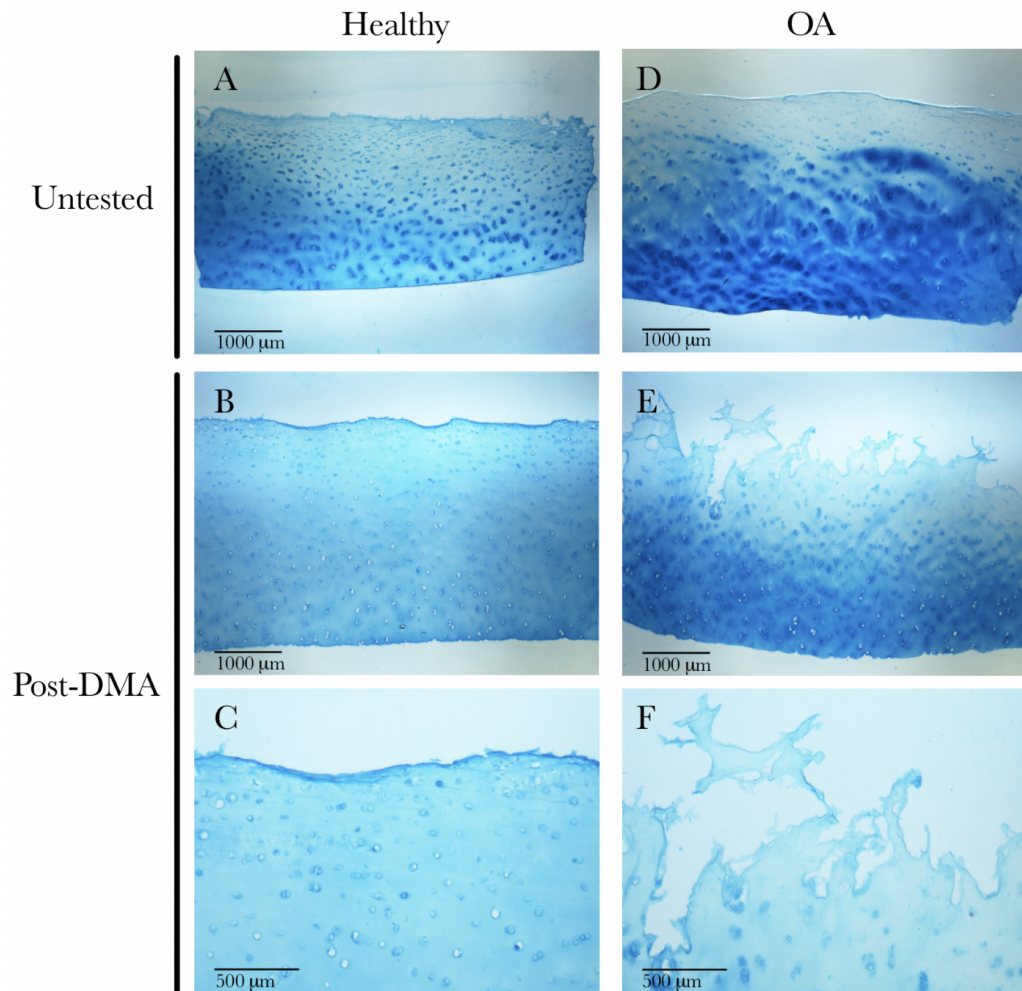 Healthy
OA
Untested
A
1000 μm
D
1000 μm
Post-DMA
B
1000 μm
E
1000 μm
C
500 μm
F
500 μm